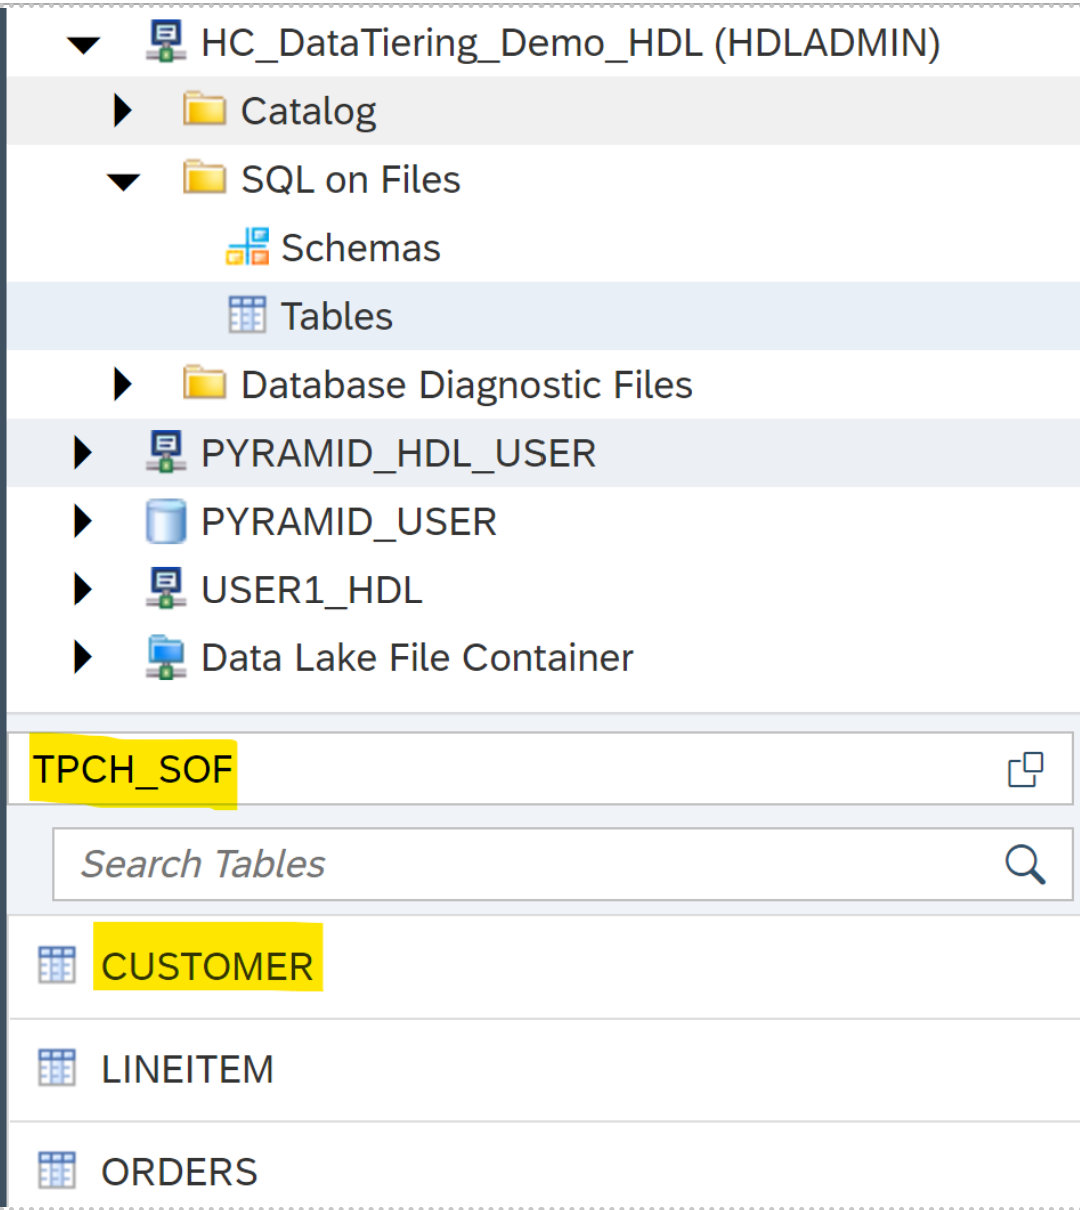 HC_DataTiering_Demo_HDL (HDLADMIN)
Catalog
SQL on Files
Schemas
Tables
Database Diagnostic Files
PYRAMID_HDL_USER
PYRAMID_USER
USER1_HDL
Data Lake File Container
TPCH_SOF
Search Tables
CUSTOMER
LINEITEM
ORDERS